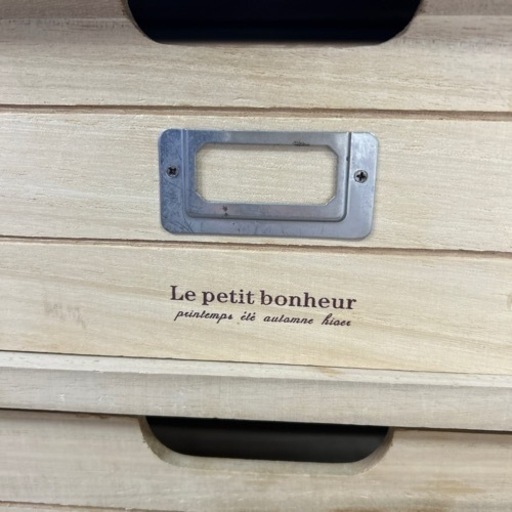 Le petit bonheur
printemps été automne hiver